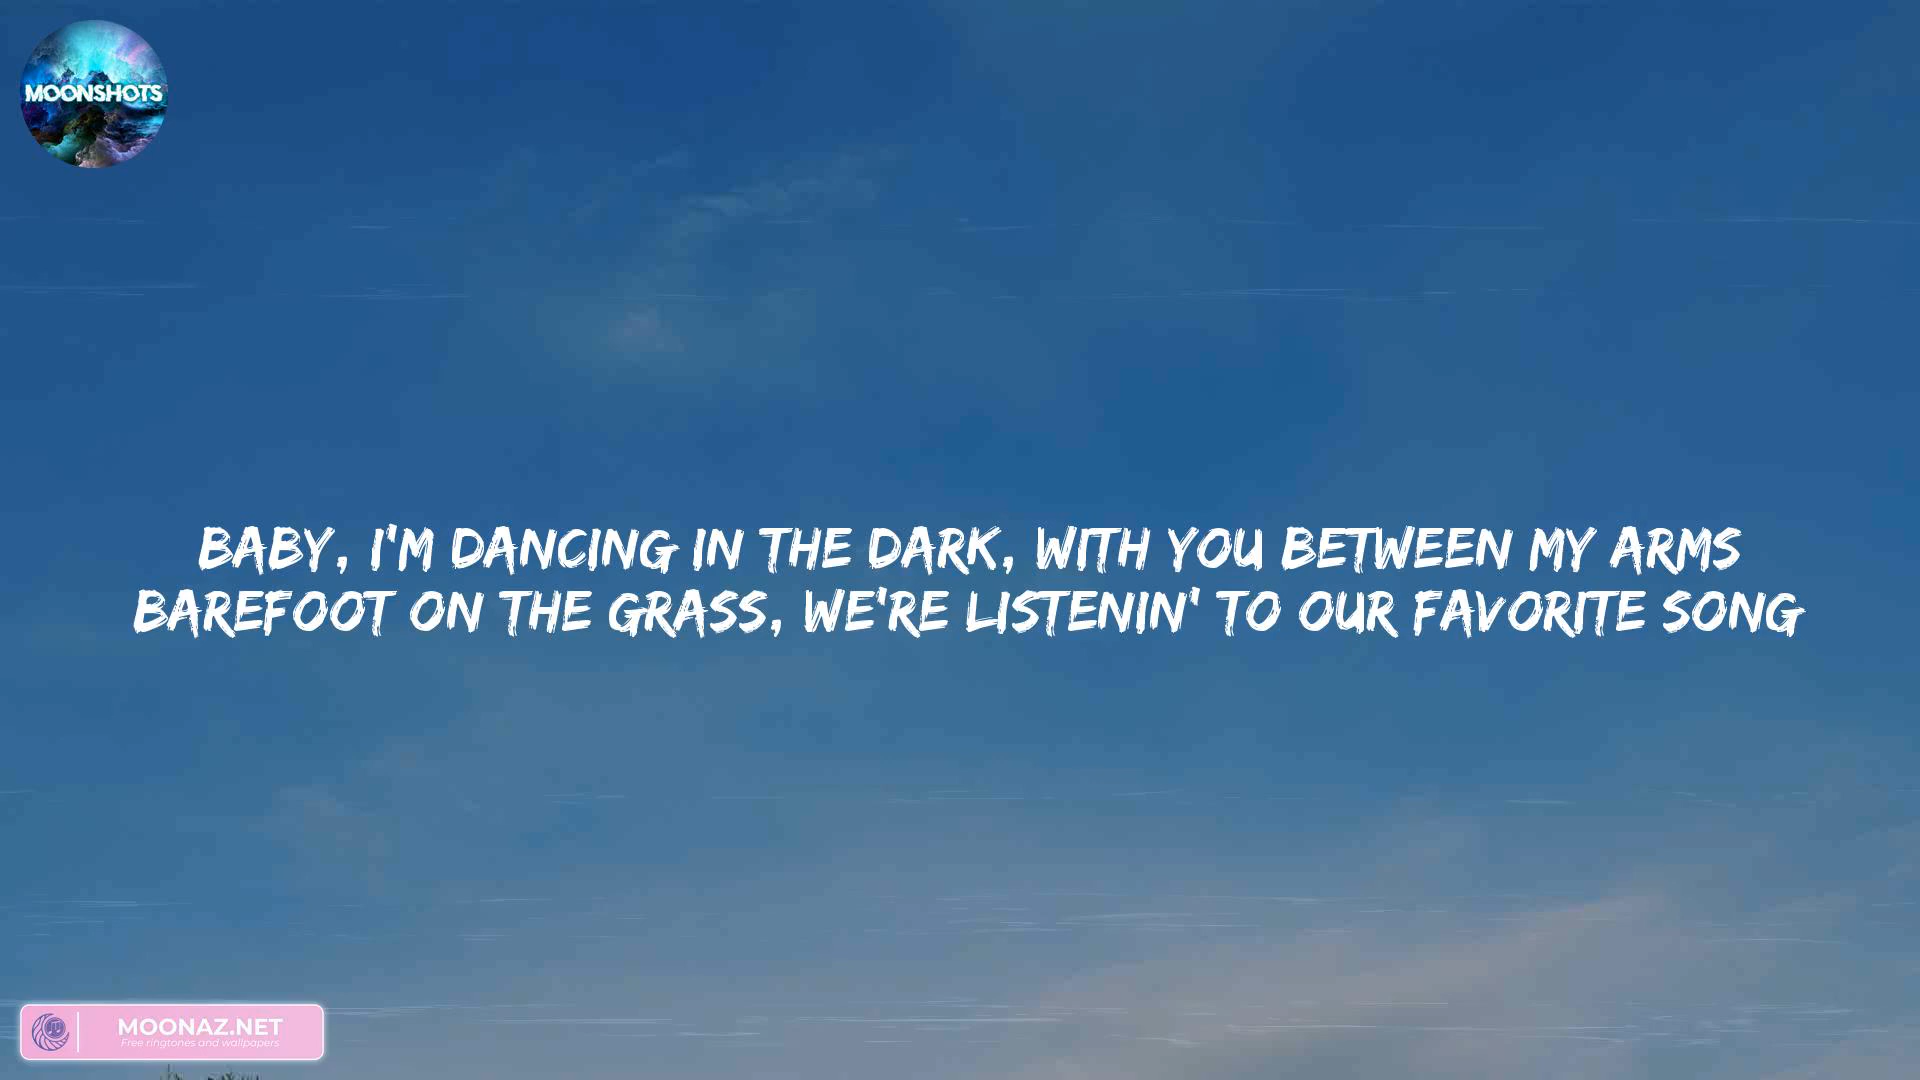 MOONSHOTS
BABY, I'M DANCING IN THE DARK, WITH YOU BETWEEN MY ARMS
BAREFOOT ON THE GRASS, WE'RE LISTENIN' TO OUR FAVORITE SONG
MOONAZ.NET
Free ringtones and wallpapers